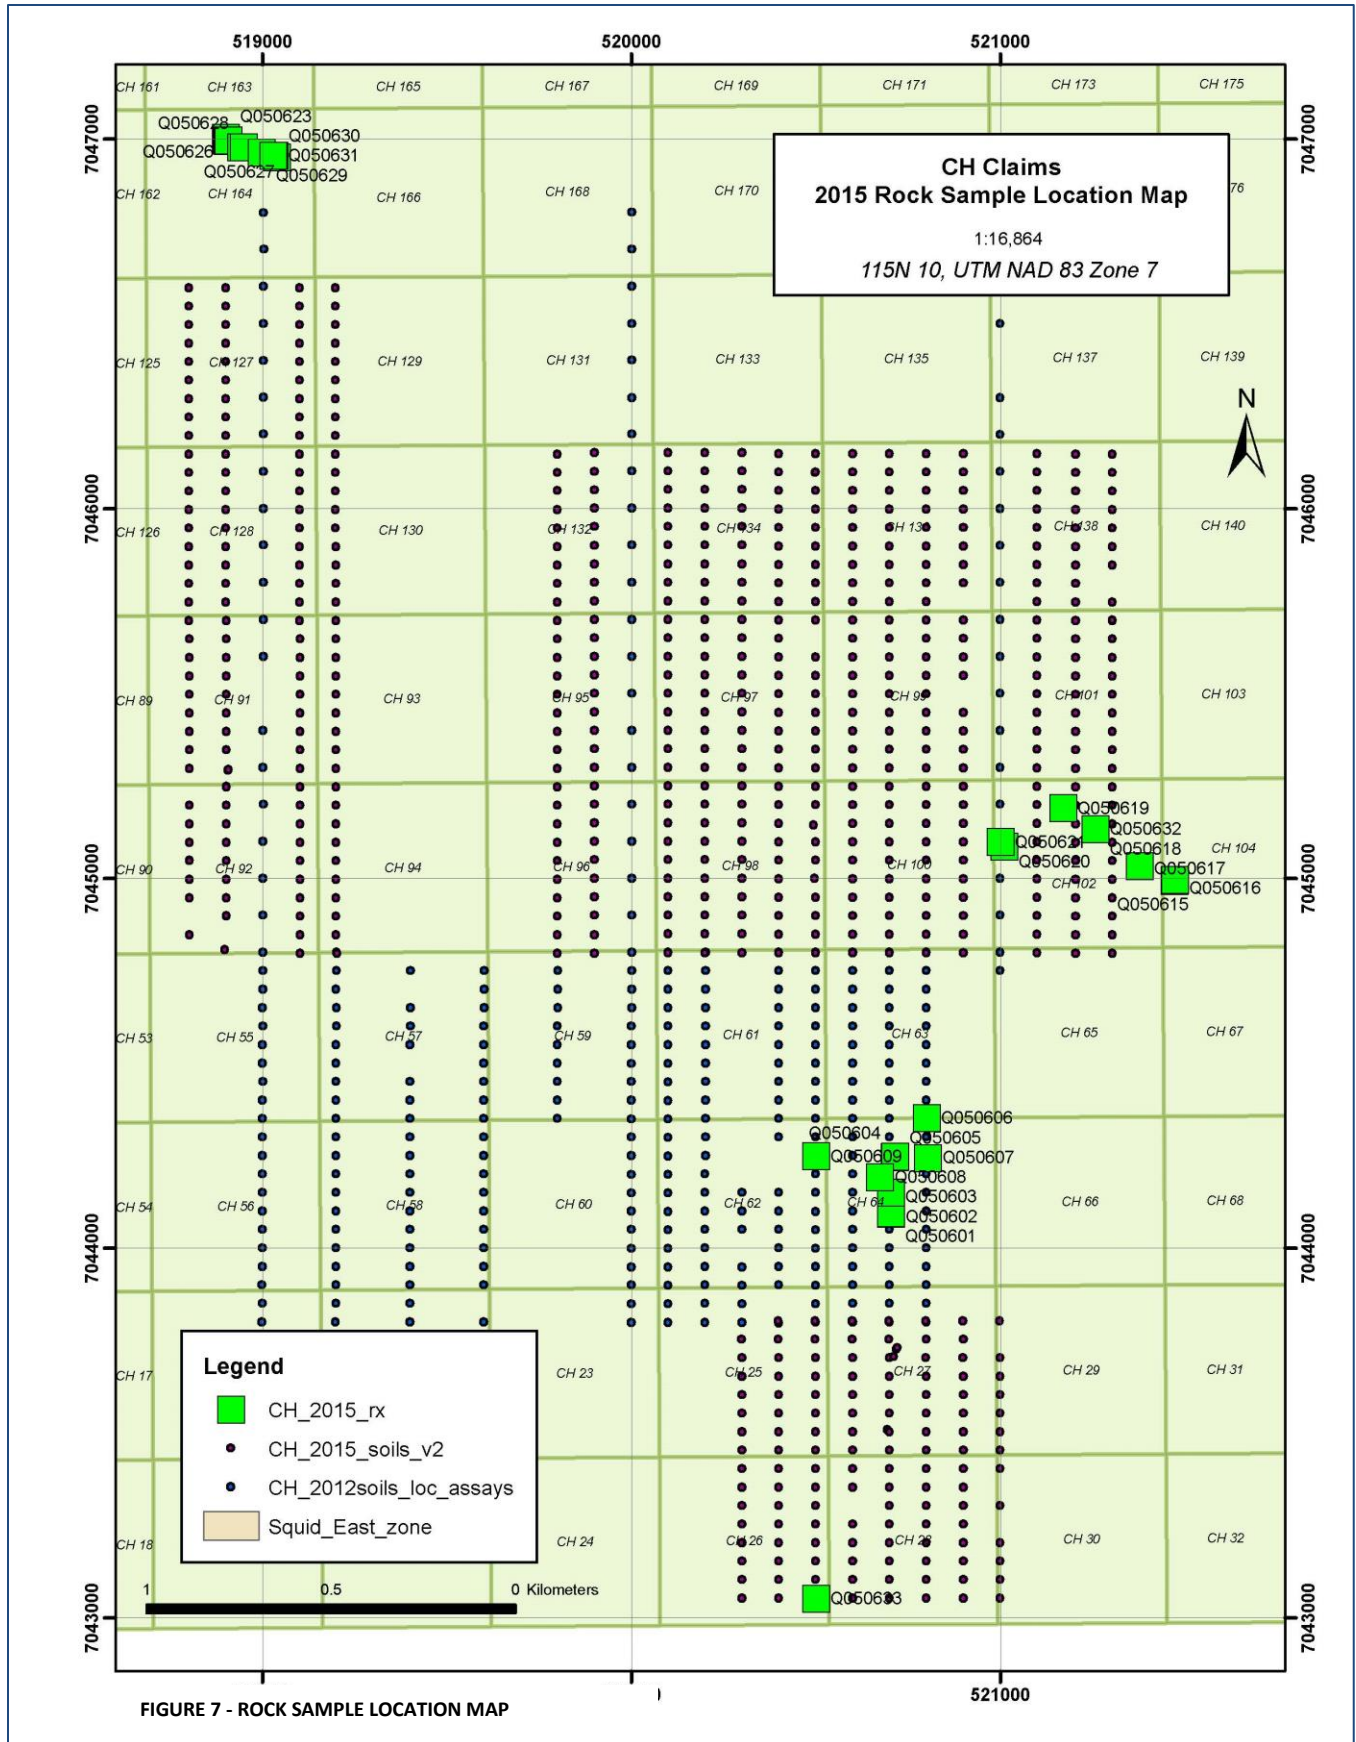 519000 520000 521000
CH 161 CH 163 CH 165 CH 167 CH 169 CH 171 CH 173 CH 175
7047000
7047000
Q050623
Q050628
Q050630
Q050626
Q050631
Q050627
Q050629
CH Claims
2015 Rock Sample Location Map
1:16,864
115N 10, UTM NAD 83 Zone 7
CH 162 CH 164 CH 166 CH 168 CH 170 76
CH 125 CH 127 CH 129 CH 131 CH 133 CH 135 CH 137 CH 139
N
7046000
7046000
CH 126 CH 128 CH 130 CH 132 CH 134 CH 138 CH 140
CH 89 CH 91 CH 93 CH 95 CH 97 CH 99 CH 101 CH 103
Q050619
Q050632
Q050621
Q050618
Q050620
Q050617
Q050616
Q050615
CH 90 CH 92 CH 94 CH 96 CH 98 CH 100 CH 102 CH 104
7045000
7045000
CH 53 CH 55 CH 57 CH 59 CH 61 CH 63 CH 65 CH 67
Q050606
Q050604
Q050605
Q050609
Q050607
Q050608
Q050603
Q050602
Q050601
CH 54 CH 56 CH 58 CH 60 CH 62 CH 64 CH 66 CH 68
7044000
7044000
CH 17 CH 23 CH 25 CH 27 CH 29 CH 31
Legend
CH_2015_rx
CH_2015_soils_v2
CH_2012soils_loc_assays
Squid_East_zone
CH 18 CH 24 CH 26 CH 28 CH 30 CH 32
1 0.5 0 Kilometers
Q050633
7043000
7043000
521000
FIGURE 7 - ROCK SAMPLE LOCATION MAP